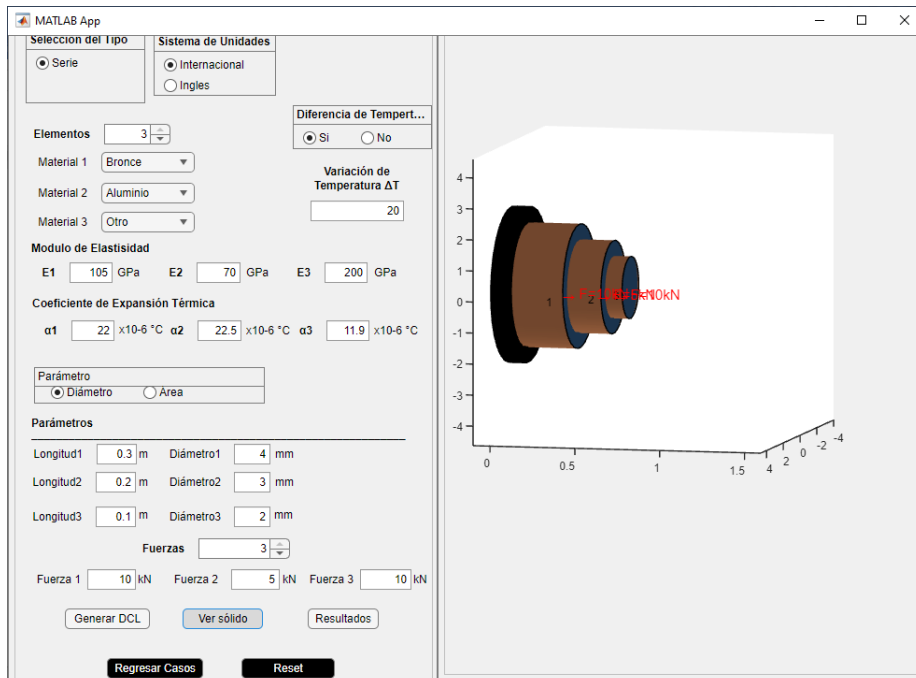 MATLAB App
Selección del Tipo
Serie
Sistema de Unidades
Internacional
Ingles
Diferencia de Tempert...
Si No
Elementos 3
Material 1 Bronce
Material 2 Aluminio
Material 3 Otro
Variación de
Temperatura ΔT
20
Modulo de Elastisidad
E1 105 GPa E2 70 GPa E3 200 GPa
Coeficiente de Expansión Térmica
α1 22 x10-6 °C α2 22.5 x10-6 °C α3 11.9 x10-6 °C
Parámetro
Diámetro Area
Parámetros
Longitud1 0.3 m Diámetro1 4 mm
Longitud2 0.2 m Diámetro2 3 mm
Longitud3 0.1 m Diámetro3 2 mm
Fuerzas 3
Fuerza 1 10 kN Fuerza 2 5 kN Fuerza 3 10 kN
Generar DCL Ver sólido Resultados
Regresar Casos Reset
4
3
2
1
0
-1
-2
-3
-4
1 2
10kN
0 0.5 1 1.5
4 2 0 -2 -4